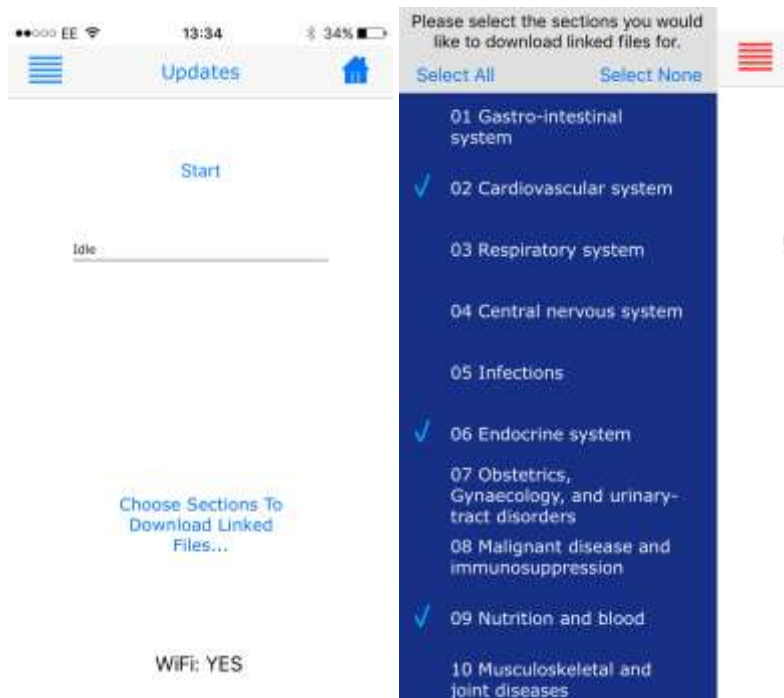 EE 13:34 34%
Updates
Start
Idle
Choose Sections To
Download Linked
Files...
WiFi: YES
Please select the sections you would
like to download linked files for.
Select All Select None
01 Gastro-intestinal
system
02 Cardiovascular system
03 Respiratory system
04 Central nervous system
05 Infections
06 Endocrine system
07 Obstetrics,
Gynaecology, and urinary-
tract disorders
08 Malignant disease and
immunosuppression
09 Nutrition and blood
10 Musculoskeletal and
joint diseases